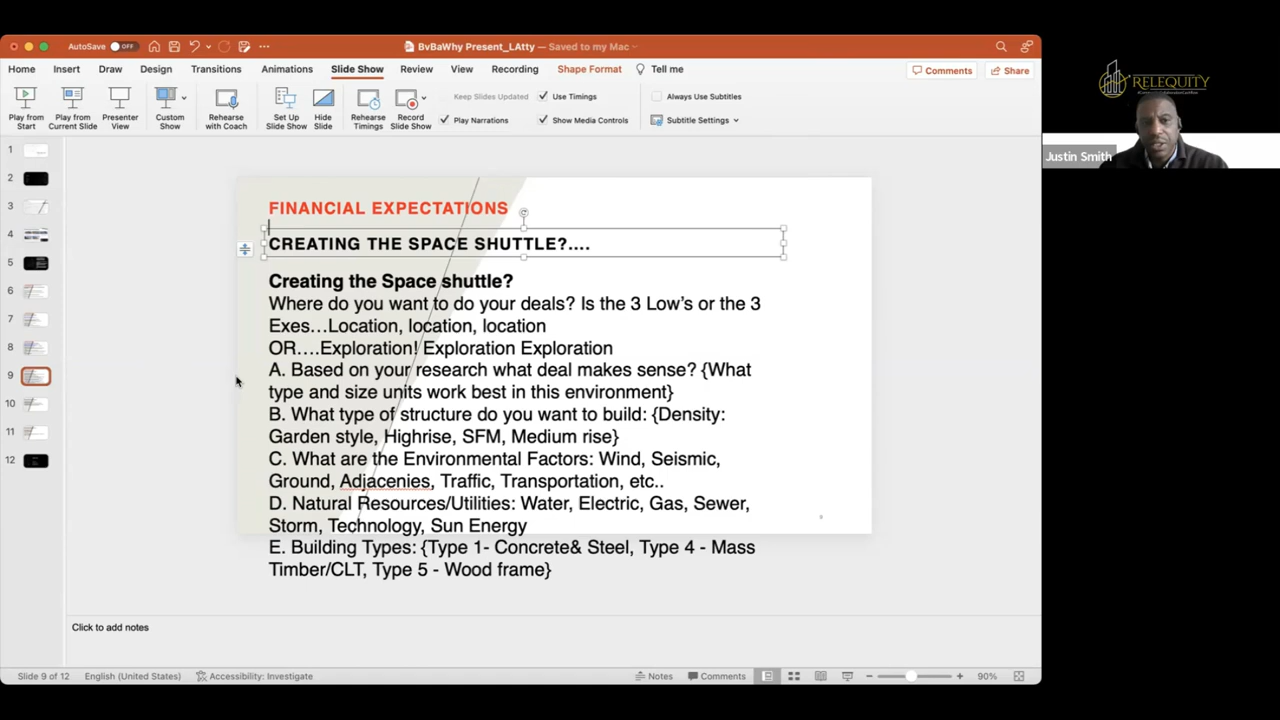 AutoSave OFF
BvBaWhy Present_LAtty — Saved to my Mac
Home Insert Draw Design Transitions Animations Slide Show Review View Recording Shape Format Tell me
Comments Share
Play from Start
Play from Current Slide
Presenter View
Custom Show
Rehearse with Coach
Set Up Slide Show
Hide Slide
Rehearse Timings
Record Slide Show
Keep Slides Updated
Use Timings
Play Narrations
Show Media Controls
Always Use Subtitles
Subtitle Settings
RELEQUITY
Justin Smith
1
2
3
4
5
6
7
8
9
10
11
12
FINANCIAL EXPECTATIONS
CREATING THE SPACE SHUTTLE?....
Creating the Space shuttle?
Where do you want to do your deals? Is the 3 Low's or the 3
Exes…Location, location, location
OR….Exploration! Exploration Exploration
A. Based on your research what deal makes sense? {What
type and size units work best in this environment}
B. What type of structure do you want to build: {Density:
Garden style, Highrise, SFM, Medium rise}
C. What are the Environmental Factors: Wind, Seismic,
Ground, Adjacenies, Traffic, Transportation, etc..
D. Natural Resources/Utilities: Water, Electric, Gas, Sewer,
Storm, Technology, Sun Energy
E. Building Types: {Type 1- Concrete& Steel, Type 4 - Mass
Timber/CLT, Type 5 - Wood frame}
Click to add notes
Slide 9 of 12 English (United States) Accessibility: Investigate Notes Comments 90%